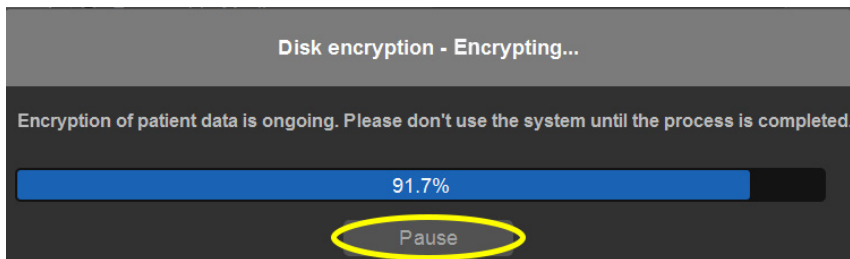 Disk encryption - Encrypting...
Encryption of patient data is ongoing. Please don't use the system until the process is completed.
91.7%
Pause